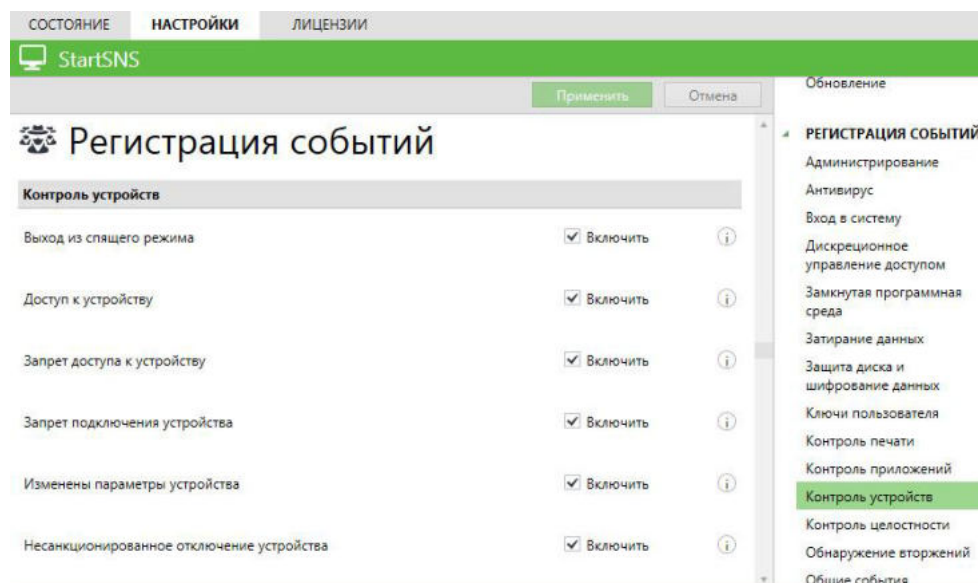 СОСТОЯНИЕ НАСТРОЙКИ ЛИЦЕНЗИИ
StartSNS
Применить Отмена
Регистрация событий
Контроль устройств
Выход из спящего режима Включить
Доступ к устройству Включить
Запрет доступа к устройству Включить
Запрет подключения устройства Включить
Изменены параметры устройства Включить
Несанкционированное отключение устройства Включить
Обновление
РЕГИСТРАЦИЯ СОБЫТИЙ
Администрирование
Антивирус
Вход в систему
Дискреционное
управление доступом
Замкнутая программная
среда
Затирание данных
Защита диска и
шифрование данных
Ключи пользователя
Контроль печати
Контроль приложений
Контроль устройств
Контроль целостности
Обнаружение вторжений
Общие события